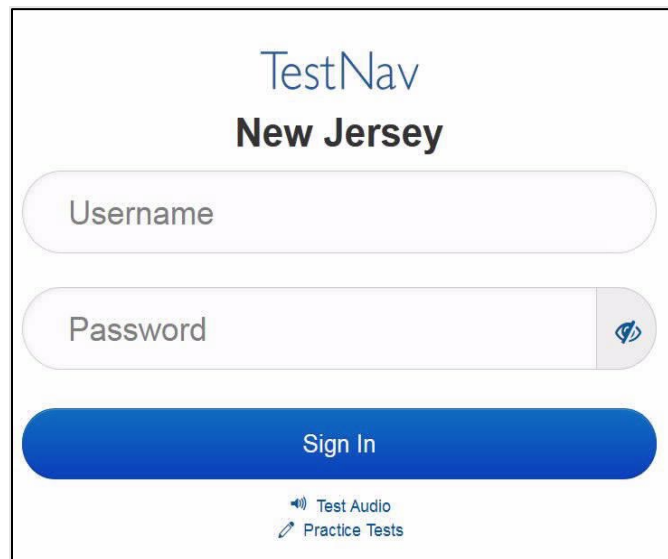 TestNav
New Jersey
Username
Password
Sign In
Test Audio
Practice Tests